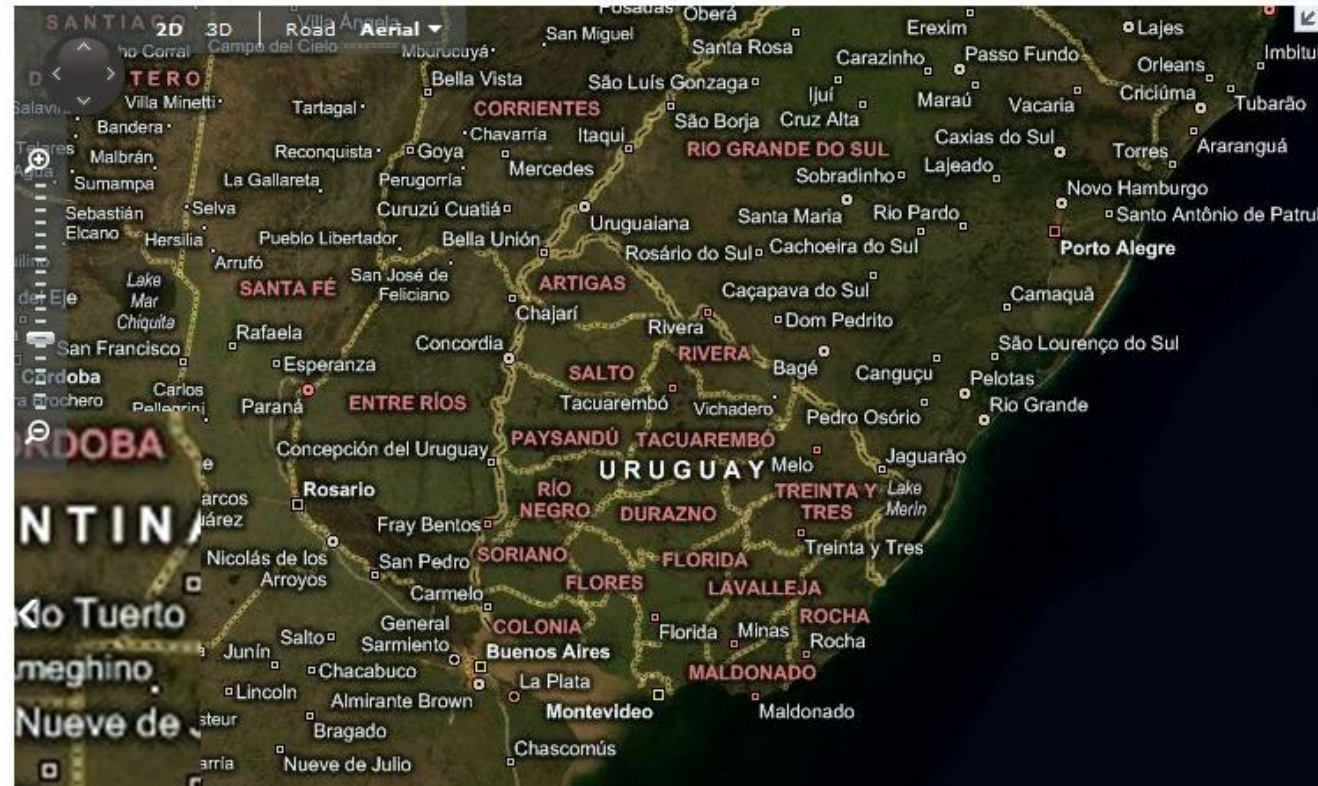 SANTIAGO
2D 3D Road Aerial
Villa Ángela
Posadas
Oberá
Erexim
Lajes
San Miguel
Campo del Cielo
Mburucuyá
Santa Rosa
Carazinho
Passo Fundo
Orleans
TERO
Bella Vista
São Luís Gonzaga
Ijuí
Maraú
Vacaria
Criciúma
Tubarão
Villa Minetti
Tartagal
CORRIENTES
São Borja
Cruz Alta
Caxias do Sul
Bandera
Chavarría
Itaqui
RIO GRANDE DO SUL
Torres
Araranguá
Malbrán
Reconquista
Goya
Mercedes
Lajeado
Sumampa
La Gallareta
Perugorría
Sobradinho
Novo Hamburgo
Sebastián
Elcano
Selva
Curuzú Cuatiá
Uruguaiana
Santa Maria
Rio Pardo
Santo Antônio de Patrul
Hersilia
Pueblo Libertador
Bella Unión
Rosário do Sul
Cachoeira do Sul
Porto Alegre
Arrufó
Lake
Mar
Chiquita
SANTA FÉ
San José de
Feliciano
ARTIGAS
Caçapava do Sul
Camaquã
Chajarí
Rivera
Dom Pedrito
Rafaela
Concordia
RIVERA
São Lourenço do Sul
San Francisco
Esperanza
SALTO
Bagé
Canguçu
Pelotas
Córdoba
Carlos
Pellegrini
Paraná
ENTRE RÍOS
Tacuarembó
Vichadero
Pedro Osório
Rio Grande
CÓRDOBA
Concepción del Uruguay
PAYSANDÚ
TACUAREMBÓ
URUGUAY
Melo
Jaguarão
Rosario
RÍO
NEGRO
DURAZNO
TREINTA Y
TRES
Lake
Merin
NTINA
Fray Bentos
Treinta y Tres
Nicolás de los
Arroyos
San Pedro
SORIANO
FLORIDA
FLORES
LAVALLEJA
do Tuerto
Carmelo
COLONIA
ROCHA
General
Sarmiento
Florida
Minas
Rocha
Salto
Junín
Buenos Aires
meghino
Chacabuco
La Plata
MALDONADO
Lincoln
Almirante Brown
Montevideo
Maldonado
Nueve de J
Bragado
Chascomús
Nueve de Julio